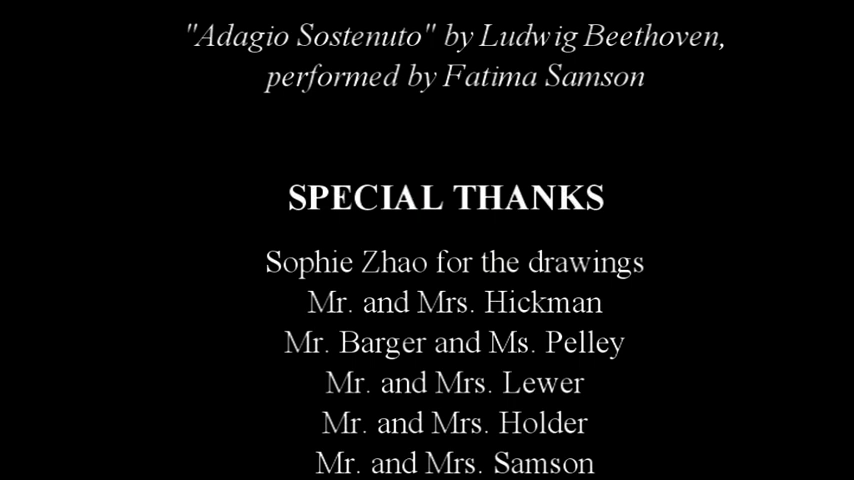 "Adagio Sostenuto" by Ludwig Beethoven,
performed by Fatima Samson
SPECIAL THANKS
Sophie Zhao for the drawings
Mr. and Mrs. Hickman
Mr. Barger and Ms. Pelley
Mr. and Mrs. Lewer
Mr. and Mrs. Holder
Mr. and Mrs. Samson